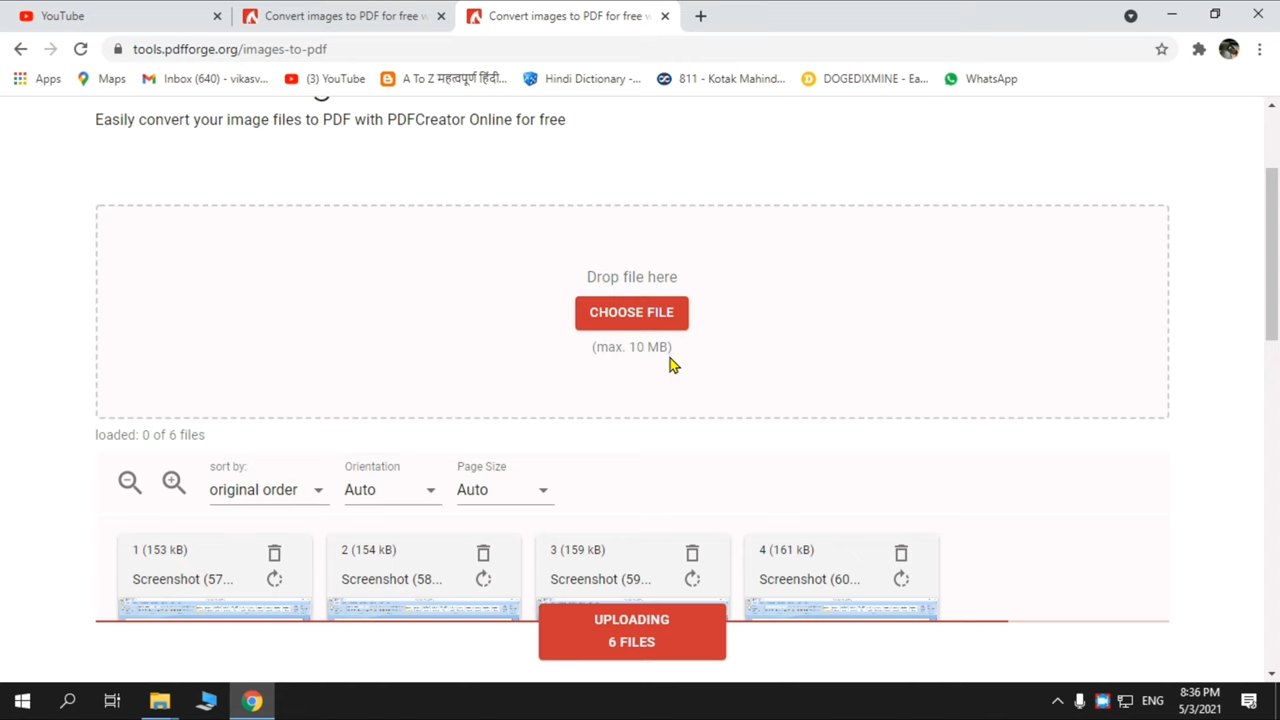 YouTube
Convert images to PDF for free w
Convert images to PDF for free w
tools.pdfforge.org/images-to-pdf
Apps
Maps
Inbox (640) - vikasv...
(3) YouTube
A To Z महत्वपूर्ण हिंदी...
Hindi Dictionary -...
811 - Kotak Mahind...
DOGEDIXMINE - Ea...
WhatsApp
Easily convert your image files to PDF with PDFCreator Online for free
Drop file here
CHOOSE FILE
(max. 10 MB)
loaded: 0 of 6 files
sort by:
Orientation
Page Size
original order
Auto
Auto
1 (153 kB)
2 (154 kB)
3 (159 kB)
4 (161 kB)
Screenshot (57...
Screenshot (58...
Screenshot (59...
Screenshot (60...
UPLOADING
6 FILES
ENG
8:36 PM
5/3/2021